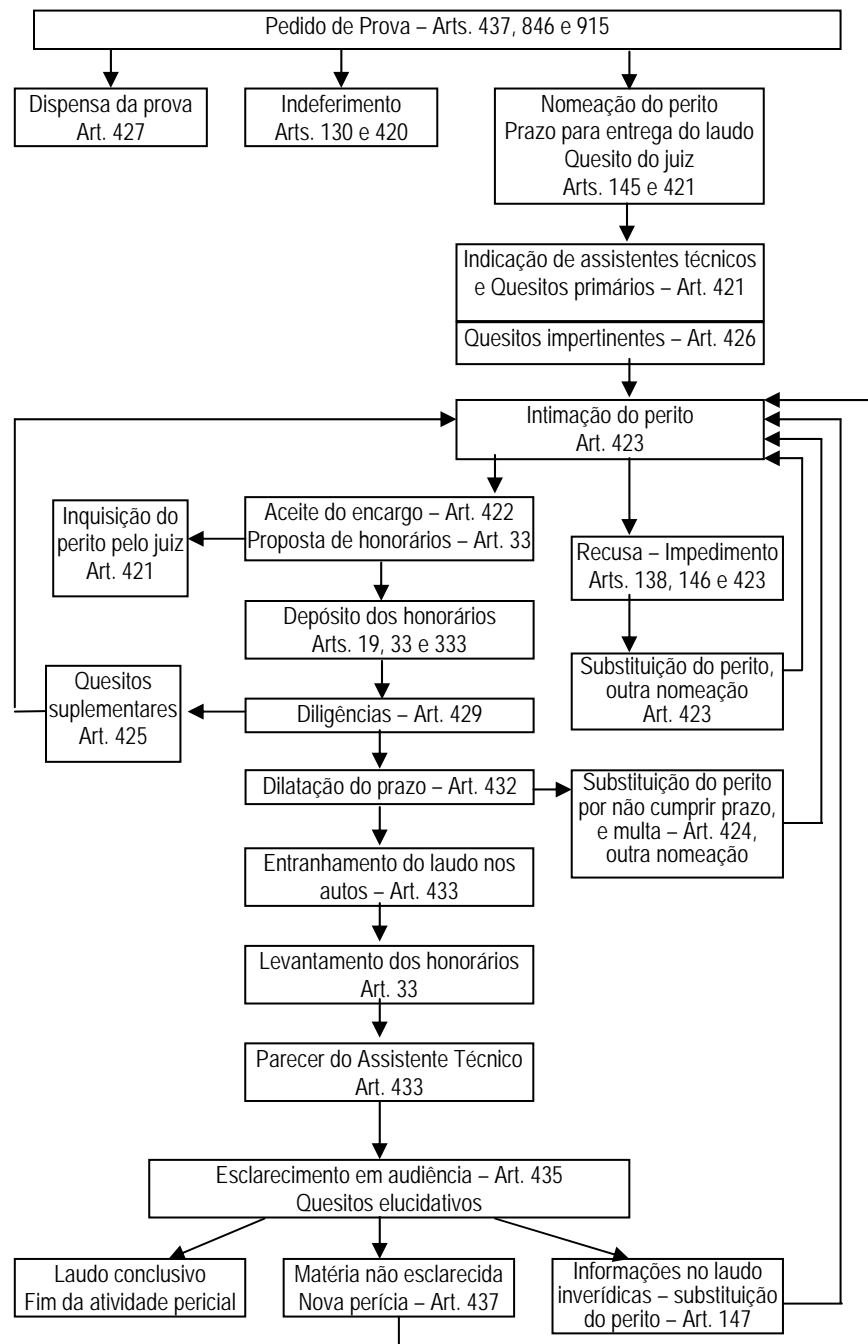 Pedido de Prova – Arts. 437, 846 e 915
Dispensa da prova
Art. 427
Indeferimento
Arts. 130 e 420
Nomeação do perito
Prazo para entrega do laudo
Quesito do juiz
Arts. 145 e 421
Indicação de assistentes técnicos
e Quesitos primários – Art. 421
Quesitos impertinentes – Art. 426
Intimação do perito
Art. 423
Inquisição do
perito pelo juiz
Art. 421
Aceite do encargo – Art. 422
Proposta de honorários – Art. 33
Recusa – Impedimento
Arts. 138, 146 e 423
Depósito dos honorários
Arts. 19, 33 e 333
Substituição do perito,
outra nomeação
Art. 423
Quesitos
suplementares
Art. 425
Diligências – Art. 429
Dilatação do prazo – Art. 432
Substituição do perito
por não cumprir prazo,
e multa – Art. 424,
outra nomeação
Entranhamento do laudo nos
autos – Art. 433
Levantamento dos honorários
Art. 33
Parecer do Assistente Técnico
Art. 433
Esclarecimento em audiência – Art. 435
Quesitos elucidativos
Laudo conclusivo
Fim da atividade pericial
Matéria não esclarecida
Nova perícia – Art. 437
Informações no laudo
inverídicas – substituição
do perito – Art. 147